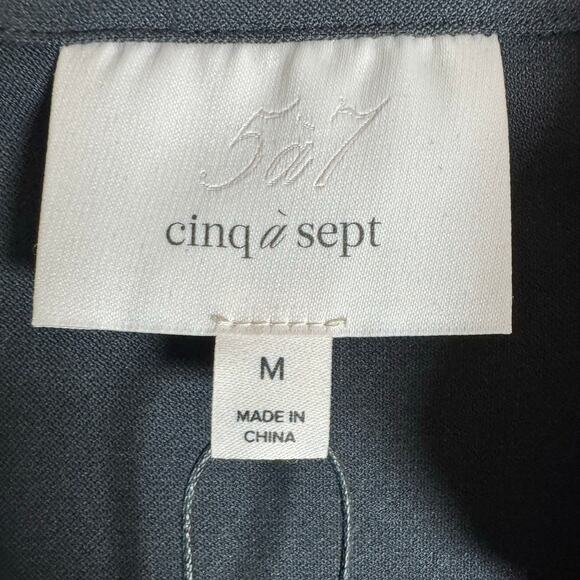 5à7
cinq à sept
M
MADE IN
CHINA